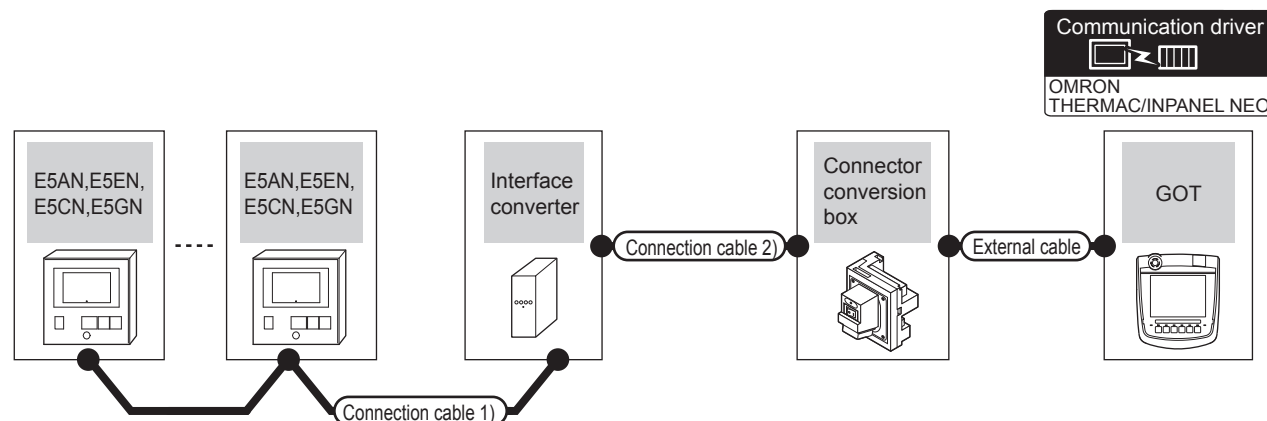 Communication driver
OMRON
THERMAC/INPANEL NEO
E5AN,E5EN,
E5CN,E5GN
E5AN,E5EN,
E5CN,E5GN
Interface
converter
Connector
conversion
box
GOT
Connection cable 2)
External cable
Connection cable 1)